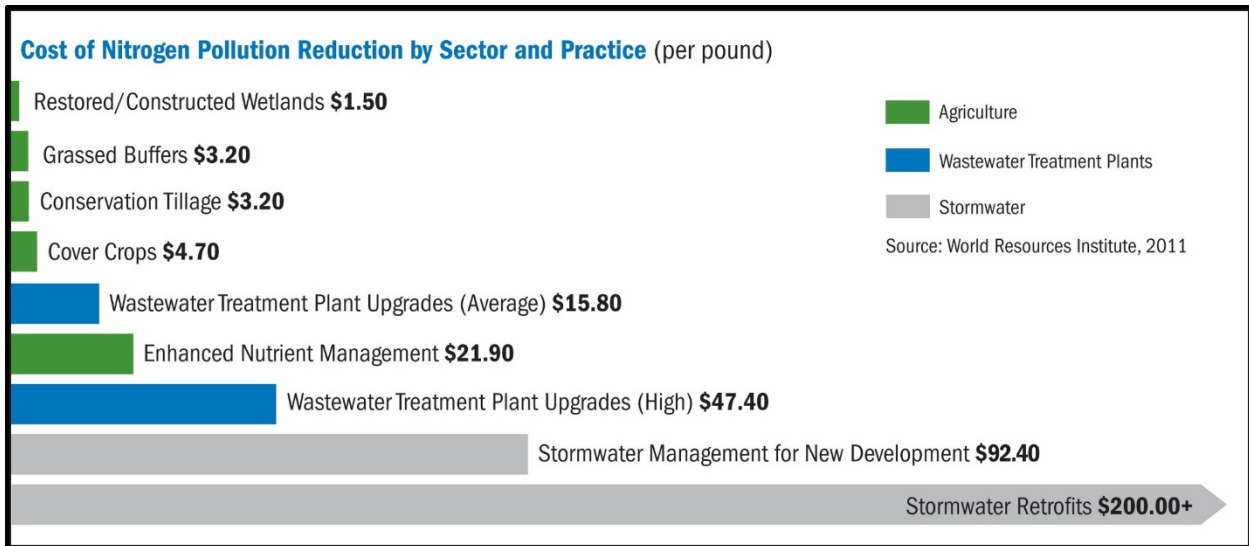 Cost of Nitrogen Pollution Reduction by Sector and Practice (per pound)
Restored/Constructed Wetlands $1.50
Grassed Buffers $3.20
Conservation Tillage $3.20
Cover Crops $4.70
Wastewater Treatment Plant Upgrades (Average) $15.80
Enhanced Nutrient Management $21.90
Wastewater Treatment Plant Upgrades (High) $47.40
Stormwater Management for New Development $92.40
Stormwater Retrofits $200.00+
Agriculture
Wastewater Treatment Plants
Stormwater
Source: World Resources Institute, 2011